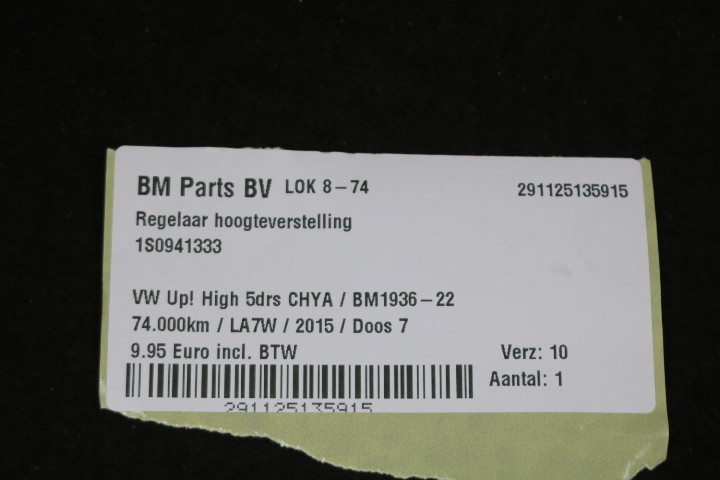 BM Parts BV LOK 8-74 291125135915
Regelaar hoogteverstelling
1S0941333
VW Up! High 5drs CHYA / BM1936-22
74.000km / LA7W / 2015 / Doos 7
9.95 Euro incl. BTW Verz: 10
Aantal: 1
291125135915